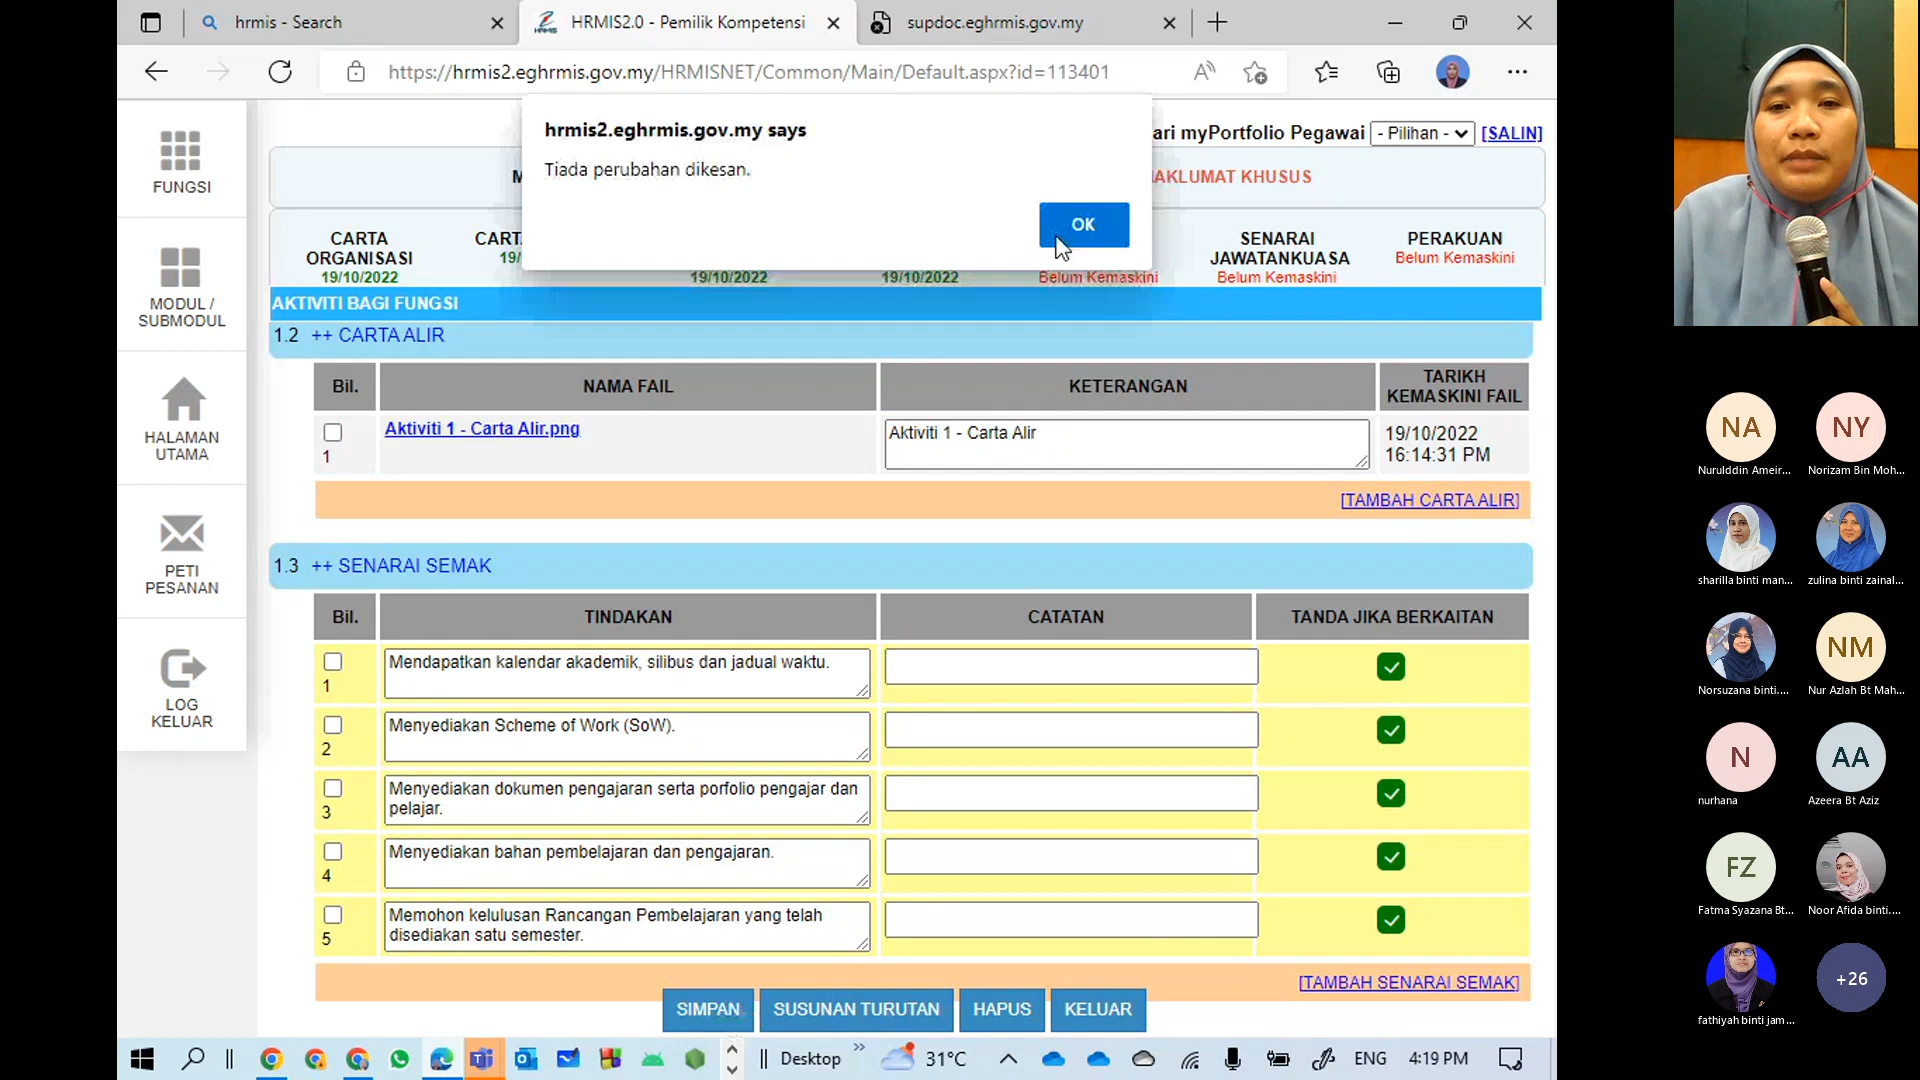 hrmis - Search
HRMIS2.0 - Pemilik Kompetensi
supdoc.eghrmis.gov.my
https://hrmis2.eghrmis.gov.my/HRMISNET/Common/Main/Default.aspx?id=113401
hrmis2.eghrmis.gov.my says
Tiada perubahan dikesan.
OK
ari myPortfolio Pegawai - Pilihan - [SALIN]
AKLUMAT KHUSUS
FUNGSI
MODUL /
SUBMODUL
HALAMAN
UTAMA
PETI
PESANAN
LOG
KELUAR
CARTA
ORGANISASI
19/10/2022
CART
19/
19/10/2022
19/10/2022
Belum Kemaskini
SENARAI
JAWATANKUASA
Belum Kemaskini
PERAKUAN
Belum Kemaskini
AKTIVITI BAGI FUNGSI
1.2 ++ CARTA ALIR
Bil. NAMA FAIL KETERANGAN TARIKH
KEMASKINI FAIL
1 Aktiviti 1 - Carta Alir.png Aktiviti 1 - Carta Alir 19/10/2022
16:14:31 PM
[TAMBAH CARTA ALIR]
1.3 ++ SENARAI SEMAK
Bil. TINDAKAN CATATAN TANDA JIKA BERKAITAN
1 Mendapatkan kalendar akademik, silibus dan jadual waktu.
2 Menyediakan Scheme of Work (SoW).
3 Menyediakan dokumen pengajaran serta porfolio pengajar dan
pelajar.
4 Menyediakan bahan pembelajaran dan pengajaran.
5 Memohon kelulusan Rancangan Pembelajaran yang telah
disediakan satu semester.
[TAMBAH SENARAI SEMAK]
SIMPAN SUSUNAN TURUTAN HAPUS KELUAR
Desktop 31°C ENG 4:19 PM
NA NY
Nurulddin Ameir... Norizam Bin Moh...
sharilla binti man... zulina binti zainal...
NM
Norsuzana binti.... Nur Azlah Bt Mah...
N AA
nurhana Azeera Bt Aziz
FZ
Fatma Syazana Bt... Noor Afida binti....
+26
fathiyah binti jam...